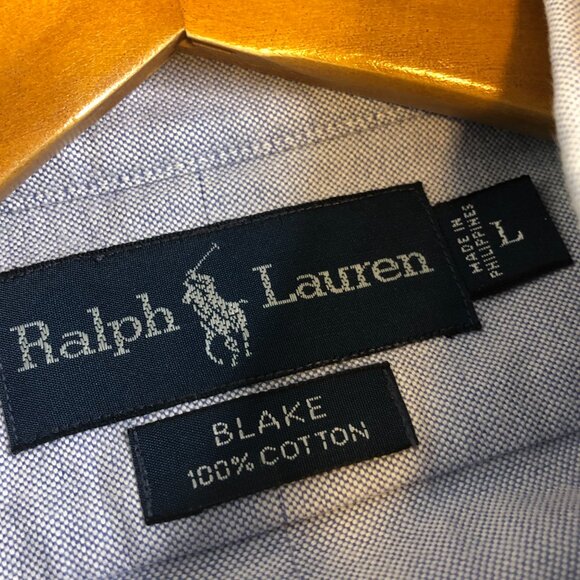 Ralph Lauren
MADE IN
PHILIPPINES
L
BLAKE
100% COTTON